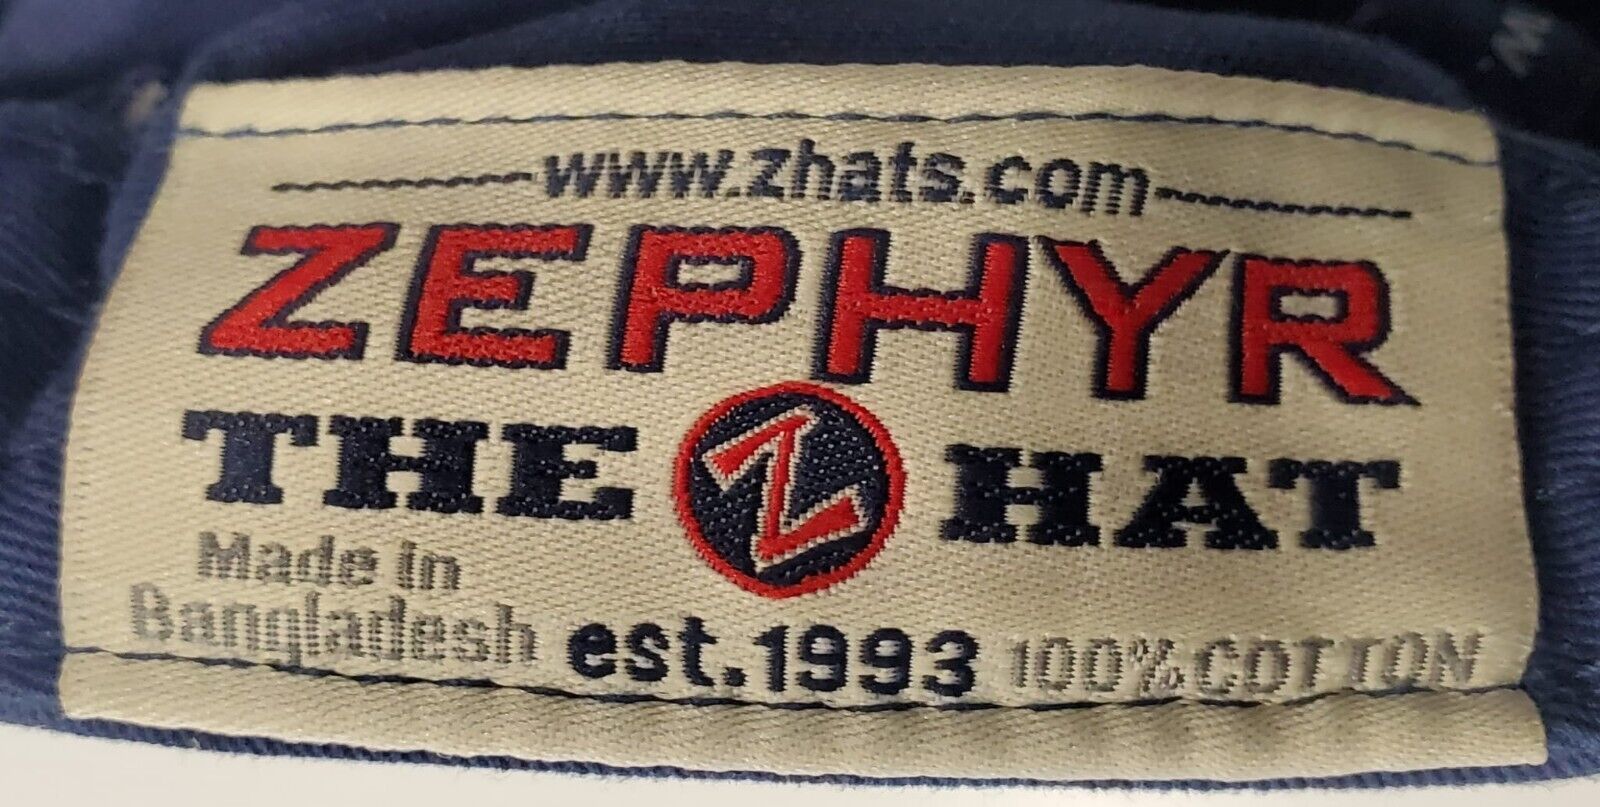 www.zhats.com
ZEPHYR
THE Z HAT
Made in
Bangladesh
est.1993
100% COTTON